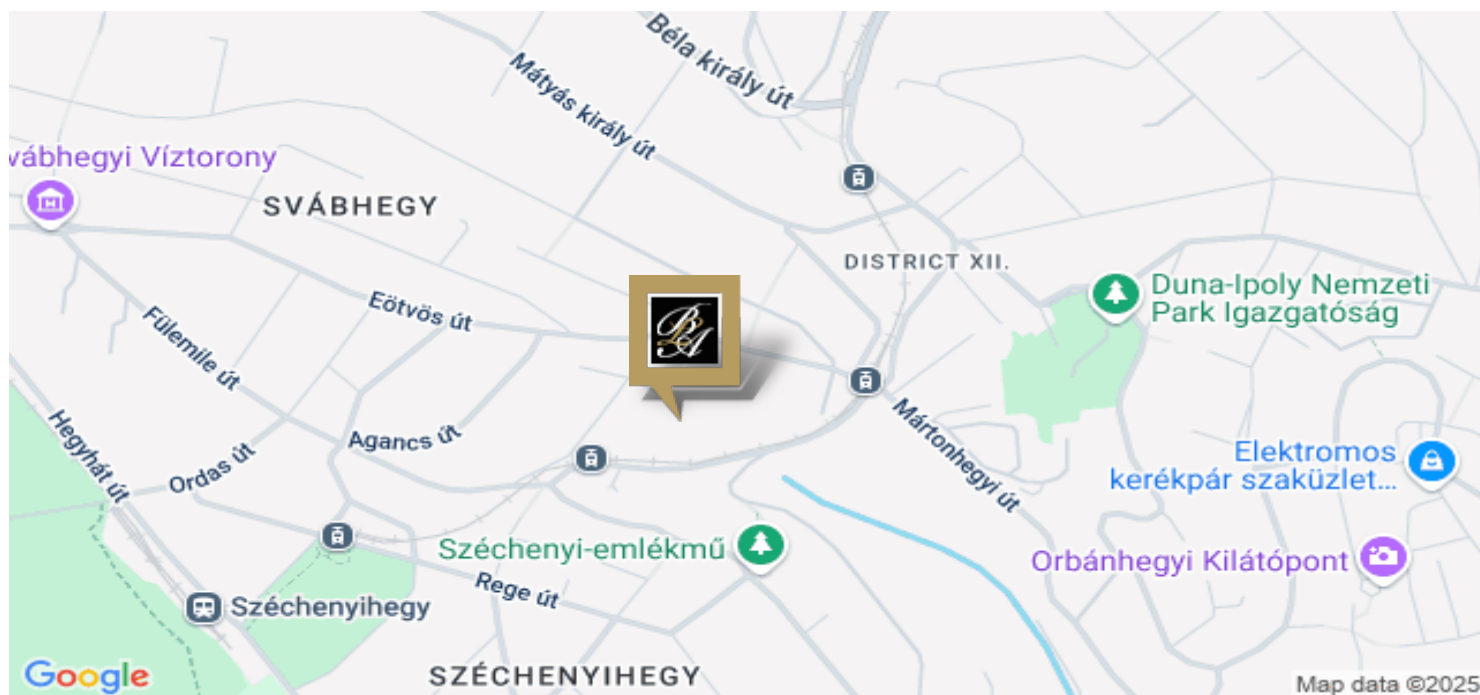 Béla király út
Mátyás király út
vábhegyi Víztorony
SVÁBHEGY
DISTRICT XII.
Duna-Ipoly Nemzeti
Park Igazgatóság
Eötvös út
Fülemile út
BLA
Mártonhegyi út
Agancs út
Hegyhát út
Ordas út
Elektromos
kerékpár szaküzlet...
Széchenyi-emlékmű
Orbánhegyi Kilátópont
Rege út
Széchenyihegy
SZÉCHENYIHEGY
Google
Map data ©2025